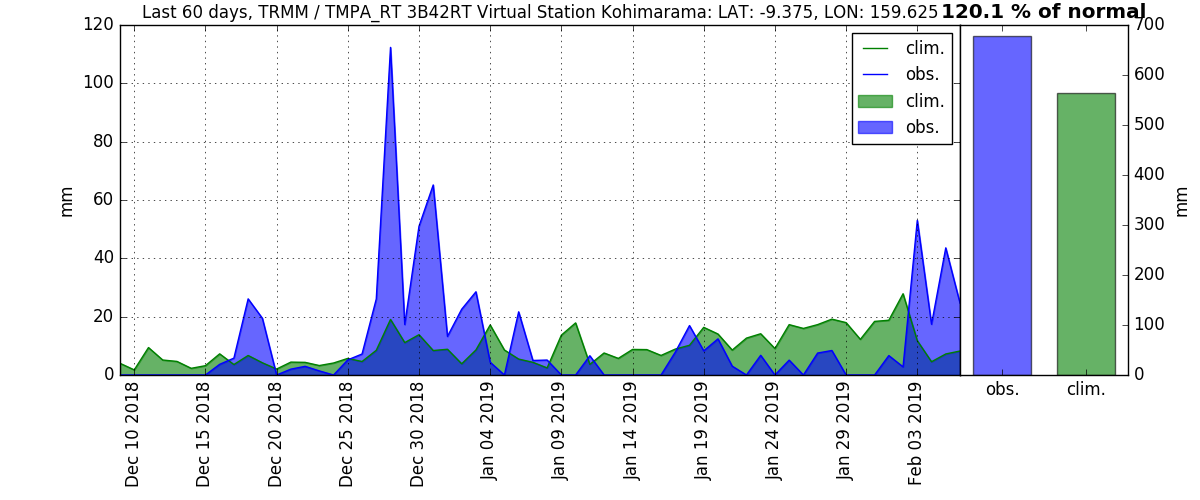 Last 60 days, TRMM / TMPA_RT 3B42RT Virtual Station Kohimarama: LAT: -9.375, LON: 159.625
120.1 % of normal
mm
120
100
80
60
40
20
0
clim.
obs.
clim.
obs.
700
600
500
400
300
200
100
0
mm
Dec 10 2018
Dec 15 2018
Dec 20 2018
Dec 25 2018
Dec 30 2018
Jan 04 2019
Jan 09 2019
Jan 14 2019
Jan 19 2019
Jan 24 2019
Jan 29 2019
Feb 03 2019
obs.
clim.